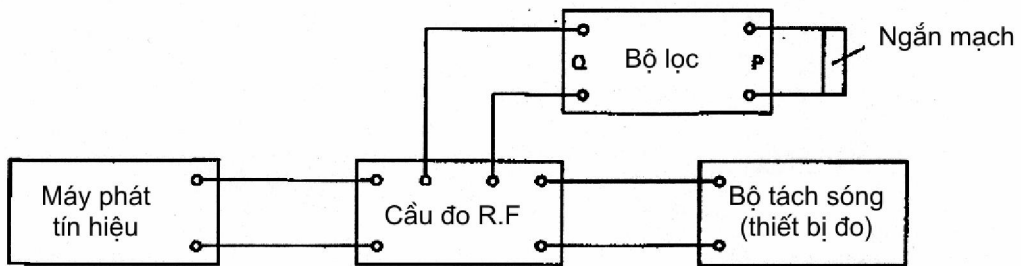 Ngắn mạch
Q
Bộ lọc
P
Máy phát
tín hiệu
Cầu đo R.F
Bộ tách sóng
(thiết bị đo)